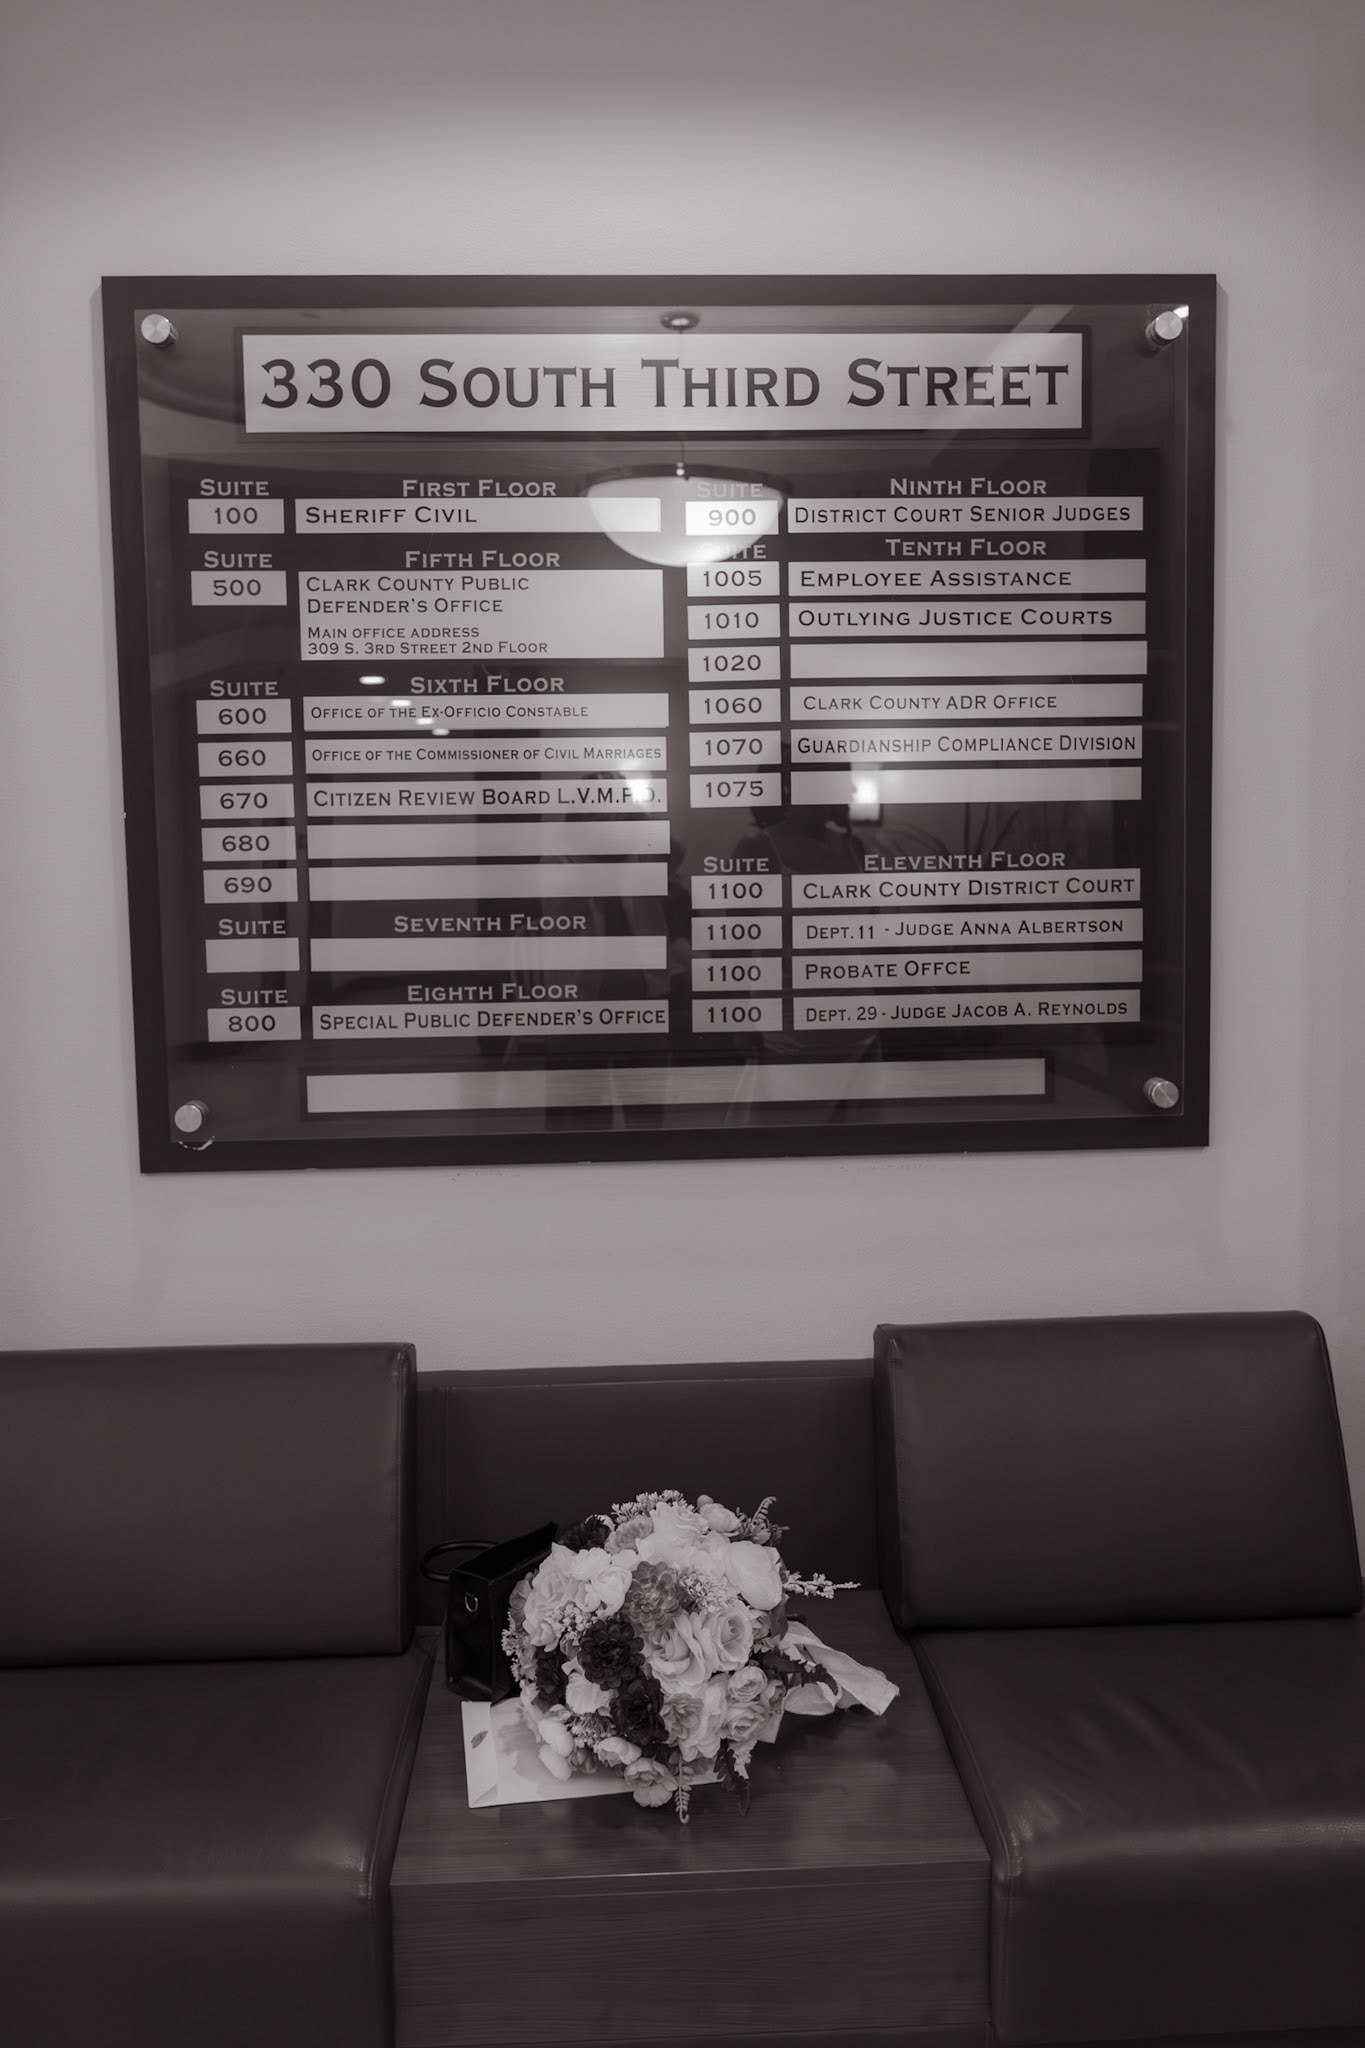 330 SOUTH THIRD STREET
SUITE FIRST FLOOR
100 SHERIFF CIVIL
SUITE FIFTH FLOOR
500 CLARK COUNTY PUBLIC
DEFENDER'S OFFICE
MAIN OFFICE ADDRESS
309 S. 3RD STREET 2ND FLOOR
SUITE SIXTH FLOOR
600 OFFICE OF THE EX-OFFICIO CONSTABLE
660 OFFICE OF THE COMMISSIONER OF CIVIL MARRIAGES
670 CITIZEN REVIEW BOARD L.V.M.P.D.
680
690
SUITE SEVENTH FLOOR
SUITE EIGHTH FLOOR
800 SPECIAL PUBLIC DEFENDER'S OFFICE
SUITE NINTH FLOOR
900 DISTRICT COURT SENIOR JUDGES
SUITE TENTH FLOOR
1005 EMPLOYEE ASSISTANCE
1010 OUTLYING JUSTICE COURTS
1020
1060 CLARK COUNTY ADR OFFICE
1070 GUARDIANSHIP COMPLIANCE DIVISION
1075
SUITE ELEVENTH FLOOR
1100 CLARK COUNTY DISTRICT COURT
1100 DEPT. 11 - JUDGE ANNA ALBERTSON
1100 PROBATE OFFCE
1100 DEPT. 29 - JUDGE JACOB A. REYNOLDS